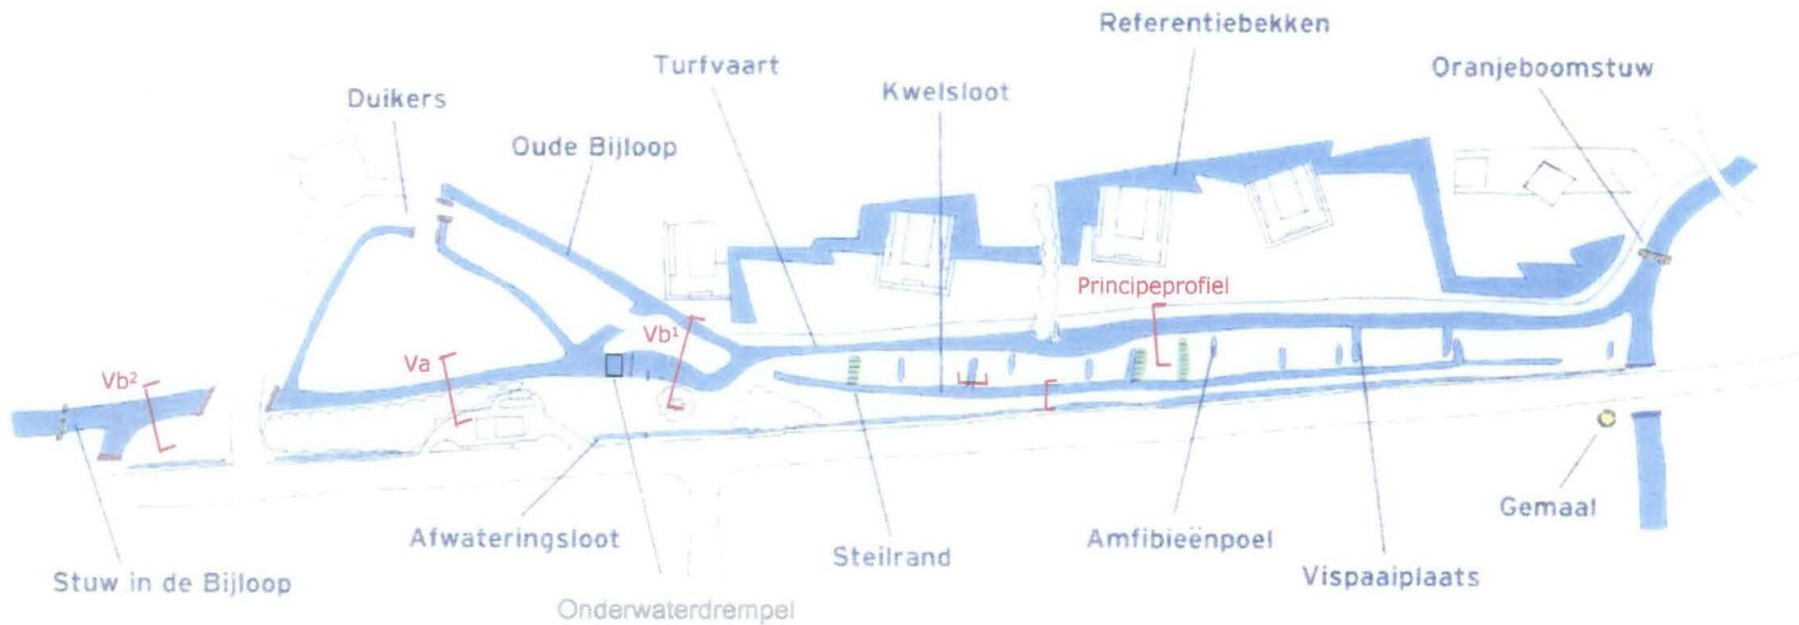 Referentiebekken
Turfvaart
Oranjeboomstuw
Kwelsloot
Duikers
Oude Bijloop
Principeprofiel
Vb¹
Va
Vb²
Gemaal
Afwateringsloot
Amfibieënpoel
Steilrand
Vispaaiplaats
Stuw in de Bijloop
Onderwaterdrempel